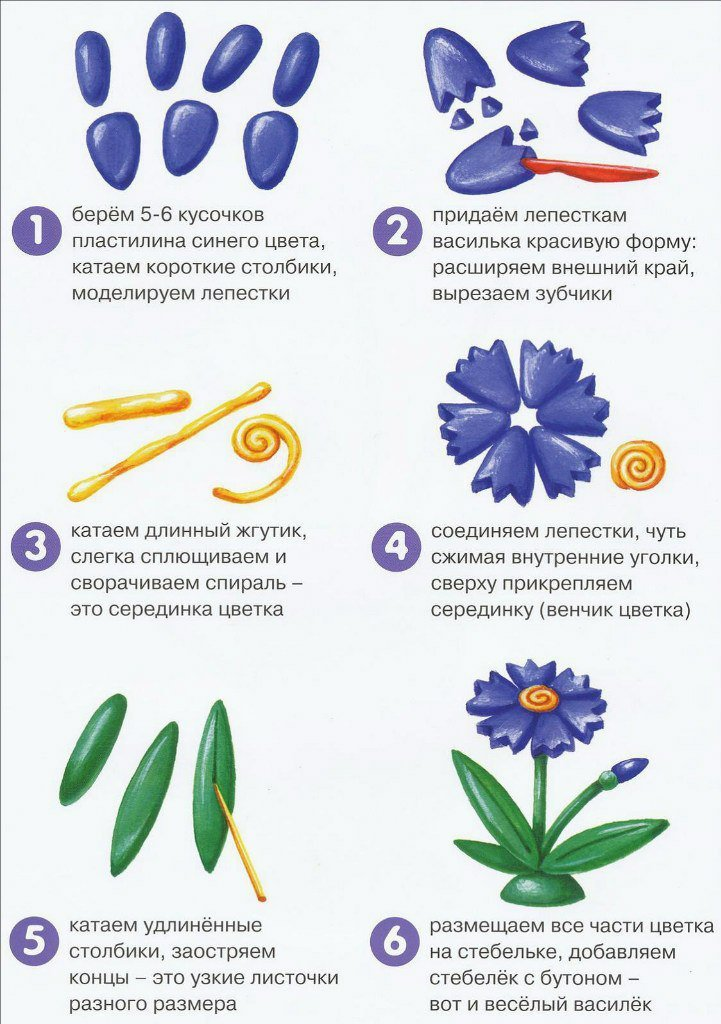 1
берём 5-6 кусочков
пластилина синего цвета,
катаем короткие столбики,
моделируем лепестки
2
придаём лепесткам
василька красивую форму:
расширяем внешний край,
вырезаем зубчики
3
катаем длинный жгутик,
слегка сплющиваем и
сворачиваем спираль –
это серединка цветка
4
соединяем лепестки, чуть
сжимая внутренние уголки,
сверху прикрепляем
серединку (венчик цветка)
5
катаем удлинённые
столбики, заостряем
концы – это узкие листочки
разного размера
6
размещаем все части цветка
на стебельке, добавляем
стебелёк с бутоном –
вот и весёлый василёк